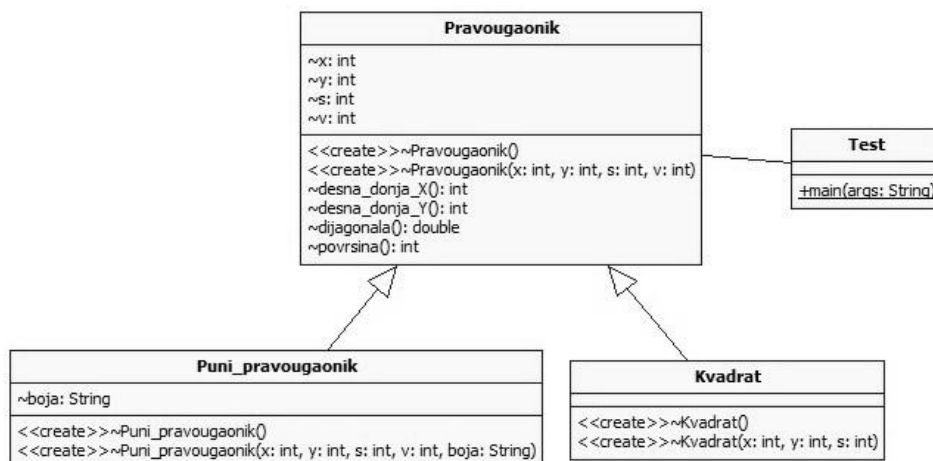 Pravougaonik
~x: int
~y: int
~s: int
~v: int
<<create>>~Pravougaonik()
<<create>>~Pravougaonik(x: int, y: int, s: int, v: int)
~desna_donja_X(): int
~desna_donja_Y(): int
~dijagonala(): double
~povrsina(): int
Test
+main(args: String)
Puni_pravougaonik
~boja: String
<<create>>~Puni_pravougaonik()
<<create>>~Puni_pravougaonik(x: int, y: int, s: int, v: int, boja: String)
Kvadrat
<<create>>~Kvadrat()
<<create>>~Kvadrat(x: int, y: int, s: int)